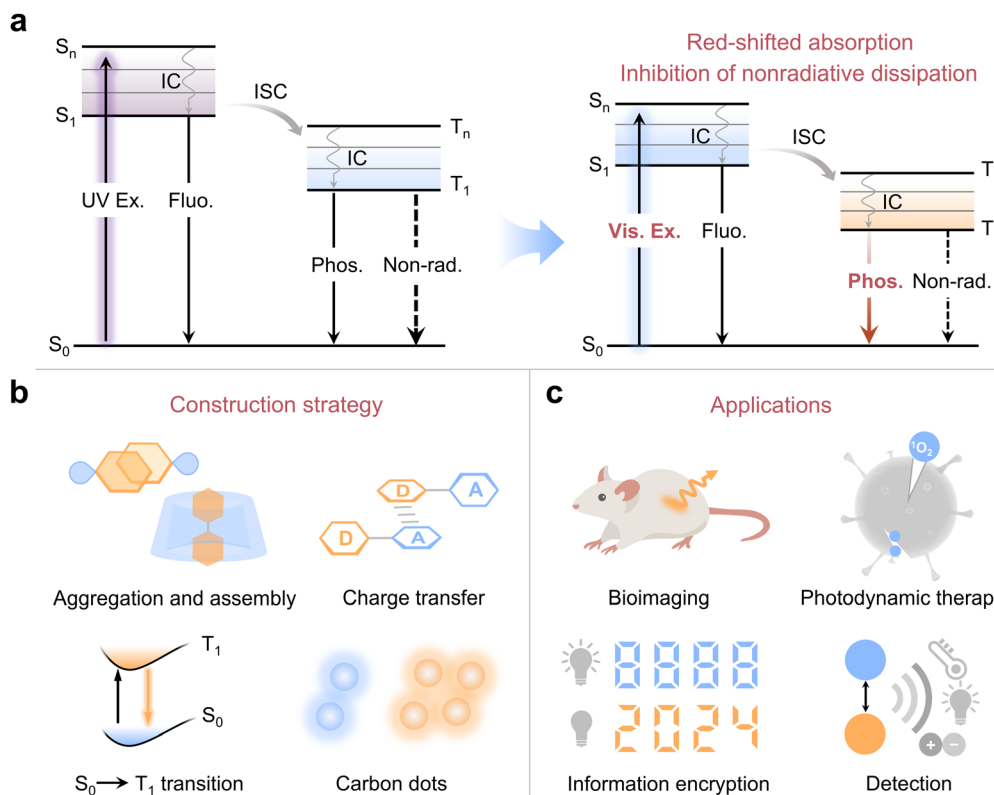 a
Red-shifted absorption
Inhibition of nonradiative dissipation
Sn
IC
S1
ISC
Tn
IC
T1
UV Ex.
Fluo.
Phos.
Non-rad.
S0
Sn
IC
S1
ISC
T
IC
T
Vis. Ex.
Fluo.
Phos.
Non-rad.
S0
b
Construction strategy
D
A
D
A
Aggregation and assembly
Charge transfer
T1
S0
S0 → T1 transition
Carbon dots
c
Applications
¹O2
Bioimaging
Photodynamic therap
8888
2024
+ −
Information encryption
Detection